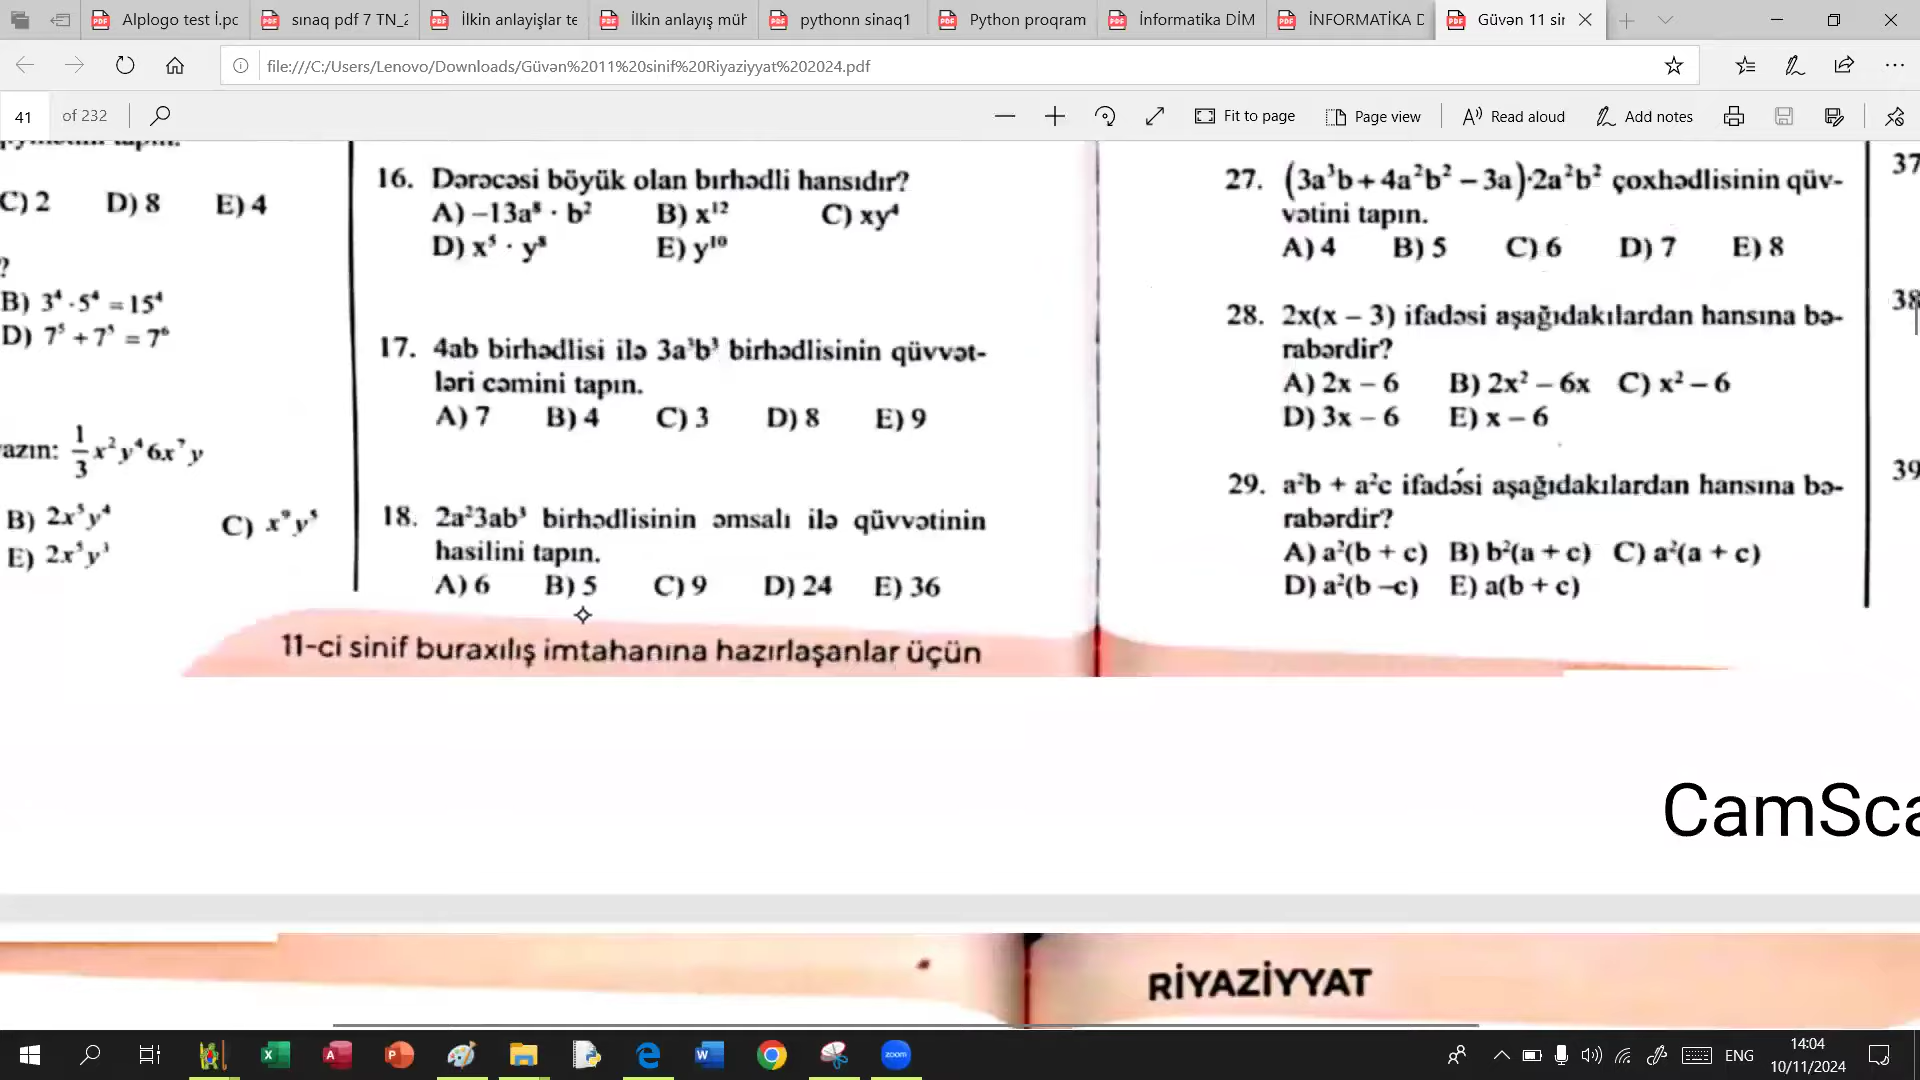 Alplogo test İ.pc
sınaq pdf 7 TN_2
İlkin anlayişlar te
İlkin anlayış müh
pythonn sinaq1
Python proqram
İnformatika DİM
İNFORMATİKA D
Güvən 11 sin
file:///C:/Users/Lenovo/Downloads/Güvən%2011%20sinif%20Riyaziyyat%202024.pdf
41 of 232
Fit to page
Page view
Read aloud
Add notes
C) 2 D) 8 E) 4
?
B) 3⁴ · 5⁴ = 15⁴
D) 7⁵ + 7⁵ = 7⁶
azın: 1/3 x²y⁴6x⁷y
B) 2x⁵y⁴ C) x⁹y⁵
E) 2x⁵y³
16. Dərəcəsi böyük olan birhədli hansıdır?
A) –13a⁸ · b² B) x¹² C) xy⁴
D) x⁵ · y⁸ E) y¹⁰
17. 4ab birhədlisi ilə 3a³b³ birhədlisinin qüvvət-
ləri cəmini tapın.
A) 7 B) 4 C) 3 D) 8 E) 9
18. 2a²3ab³ birhədlisinin əmsalı ilə qüvvətinin
hasilini tapın.
A) 6 B) 5 C) 9 D) 24 E) 36
11-ci sinif buraxılış imtahanına hazırlaşanlar üçün
27. (3a³b + 4a²b² – 3a)·2a²b² çoxhədlisinin qüv-
vətini tapın.
A) 4 B) 5 C) 6 D) 7 E) 8
28. 2x(x – 3) ifadəsi aşağıdakılardan hansına bə-
rabərdir?
A) 2x – 6 B) 2x² – 6x C) x² – 6
D) 3x – 6 E) x – 6
29. a²b + a²c ifadəsi aşağıdakılardan hansına bə-
rabərdir?
A) a²(b + c) B) b²(a + c) C) a²(a + c)
D) a²(b –c) E) a(b + c)
37
38
39
CamSca
RİYAZİYYAT
zoom
ENG
14:04
10/11/2024